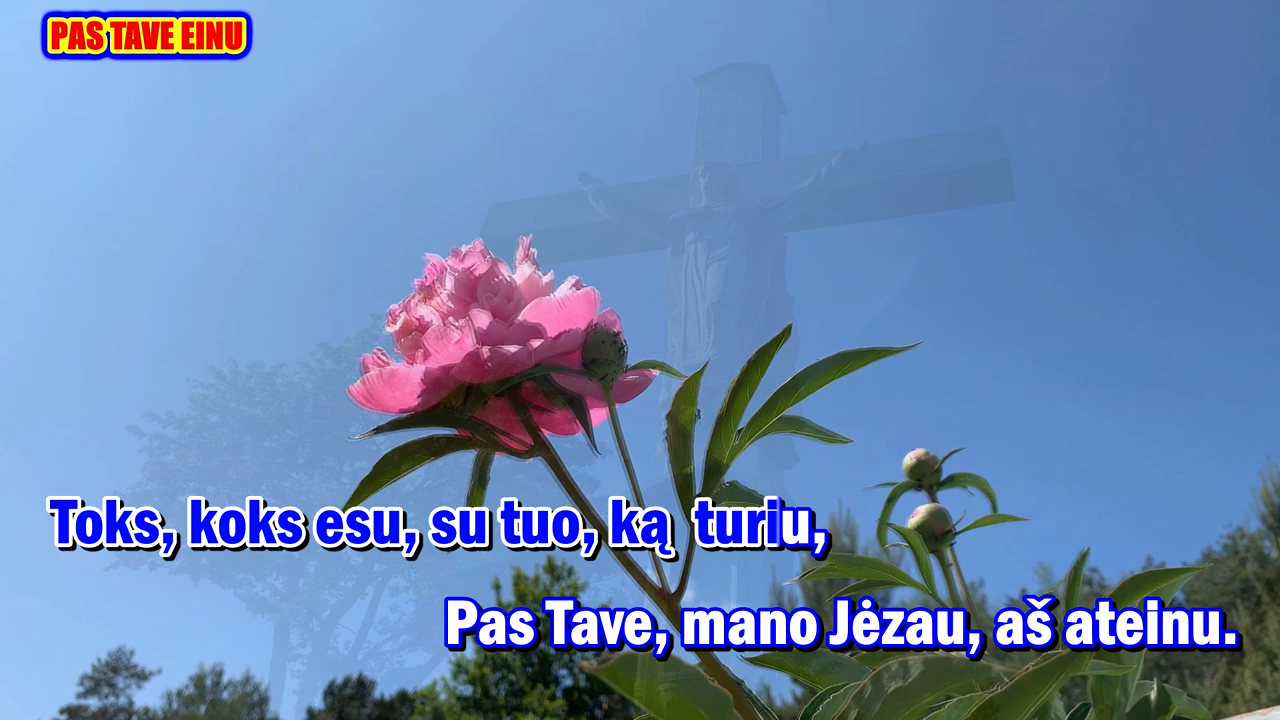 PAS TAVE EINU
Toks, koks esu, su tuo, ką turiu,
Pas Tave, mano Jėzau, aš ateinu.